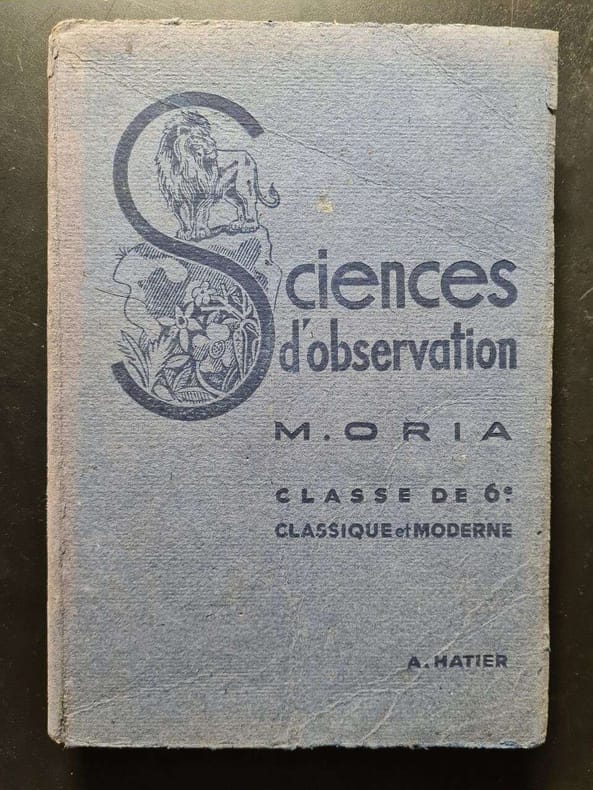 Sciences
d'observation
M. ORIA
CLASSE DE 6e
CLASSIQUE et MODERNE
A. HATIER